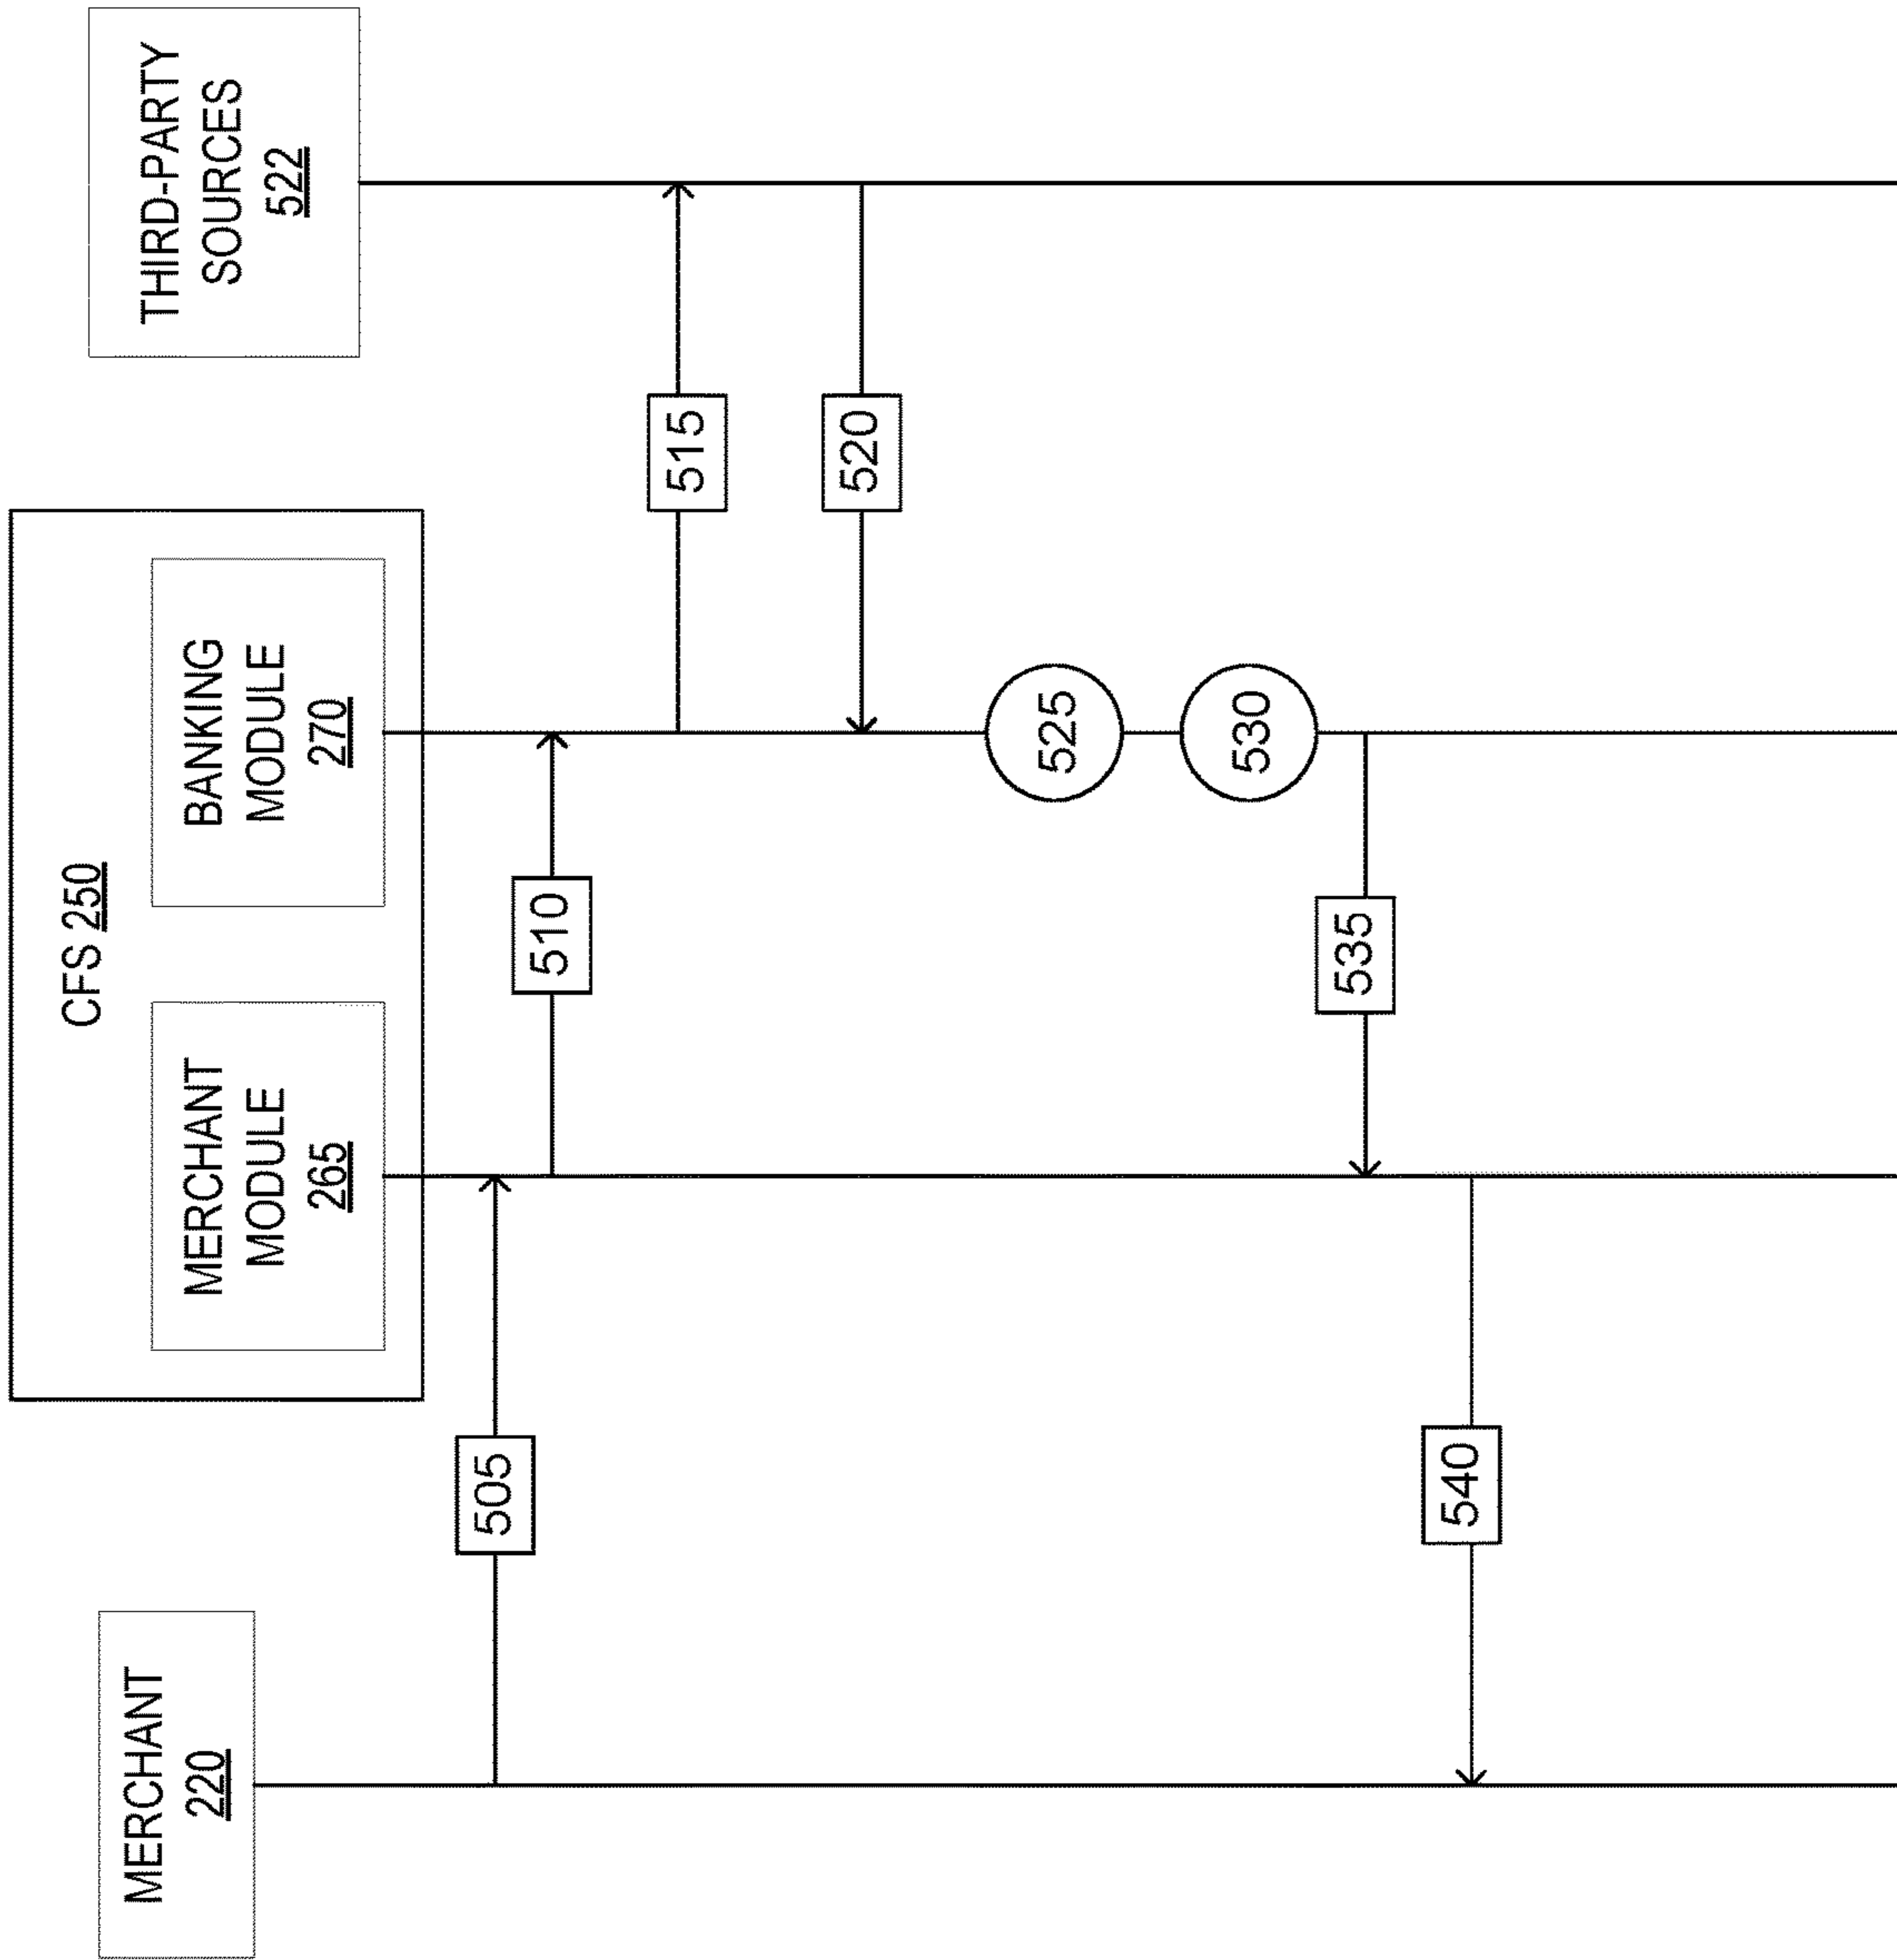 MERCHANT
220
CFS 250
MERCHANT
MODULE
265
BANKING
MODULE
270
THIRD-PARTY
SOURCES
522
505
510
515
520
525
530
535
540